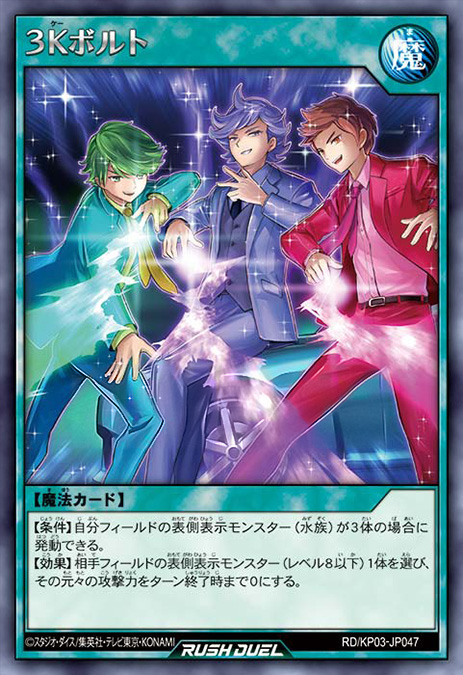 3Kボルト
ケー
魔
ま
【魔法カード】
【条件】自分フィールドの表側表示モンスター(水族)が3体の場合に
発動できる。
【効果】相手フィールドの表側表示モンスター(レベル8以下)1体を選び、
その元々の攻撃力をターン終了時まで0にする。
©スタジオ・ダイス/集英社・テレビ東京・KONAMI
RUSH DUEL
RD/KP03-JP047